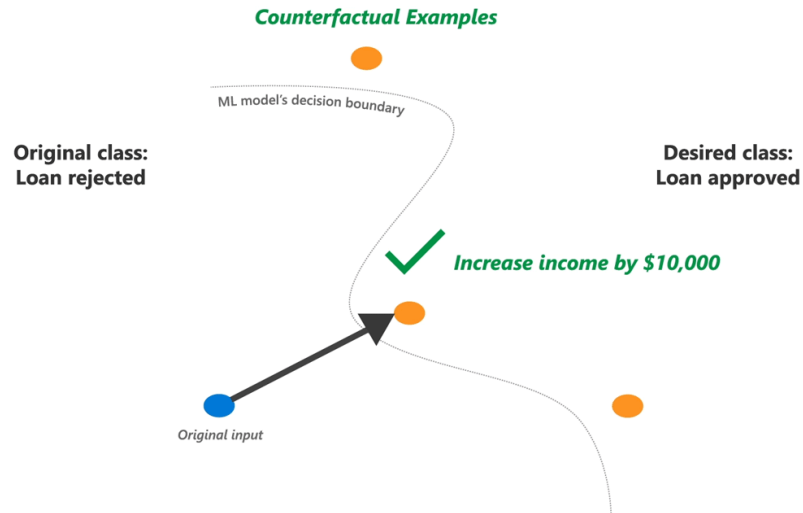 Counterfactual Examples
ML model's decision boundary
Original class:
Loan rejected
Desired class:
Loan approved
Increase income by $10,000
Original input